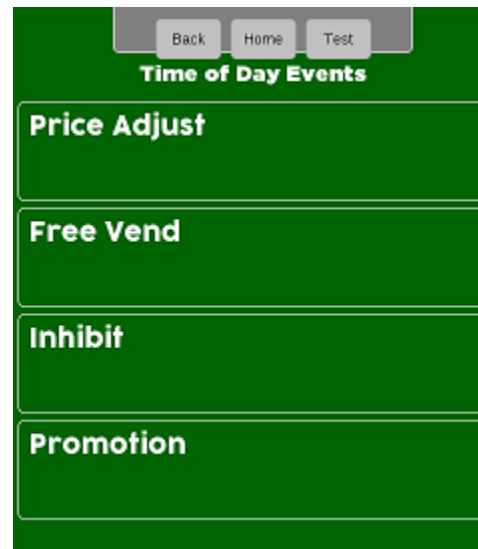 Back Home Test
Time of Day Events
Price Adjust
Free Vend
Inhibit
Promotion